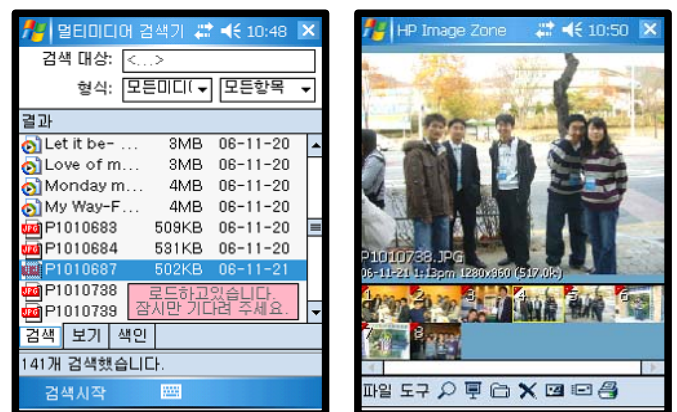 멀티미디어 검색기 10:48
검색 대상: <...>
형식: 모든미디( 모든항목
결과
Let it be- ... 3MB 06-11-20
Love of m... 3MB 06-11-20
Monday m... 4MB 06-11-20
My Way-F... 4MB 06-11-20
JPG P1010683 509KB 06-11-20
JPG P1010684 531KB 06-11-20
P1010687 502KB 06-11-21
JPG P1010738
JPG P1010739
로드하고있습니다.
잠시만 기다려 주세요.
검색 보기 색인
141개 검색했습니다.
검색시작
HP Image Zone 10:50
P1010738.JPG
06-11-21 1:13pm 1280x960 (517.0k)
1 2 3 4 5 6
7 8
파일 도구